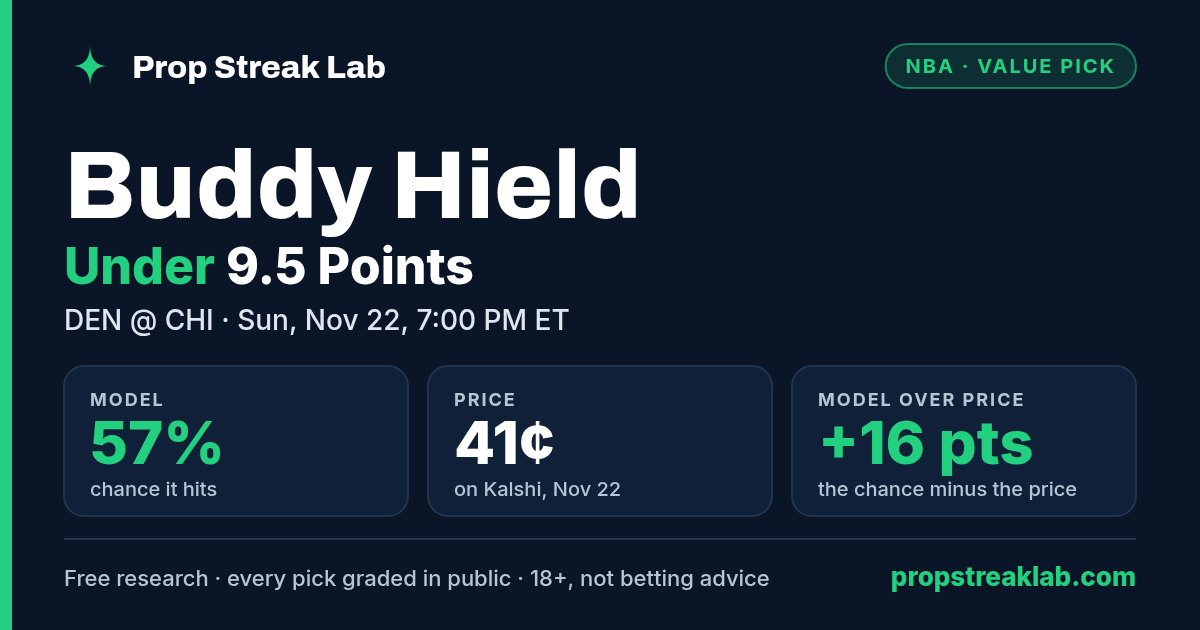 Prop Streak Lab
NBA · VALUE PICK
Buddy Hield
Under 9.5 Points
DEN @ CHI · Sun, Nov 22, 7:00 PM ET
MODEL
57%
chance it hits
PRICE
41¢
on Kalshi, Nov 22
MODEL OVER PRICE
+16 pts
the chance minus the price
Free research · every pick graded in public · 18+, not betting advice
propstreaklab.com